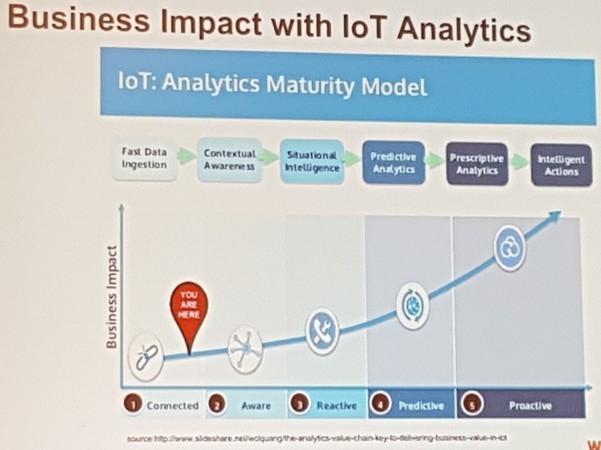 Business Impact with IoT Analytics
IoT: Analytics Maturity Model
Fast Data
Ingestion
Contextual
Awareness
Situational
Intelligence
Predictive
Analytics
Prescriptive
Analytics
Intelligent
Actions
Business Impact
YOU
ARE
HERE
1 Connected
2 Aware
3 Reactive
4 Predictive
5 Proactive
source: http://www.slideshare.net/wclquang/the-analytics-value-chain-key-to-delivering-business-value-in-iot
W